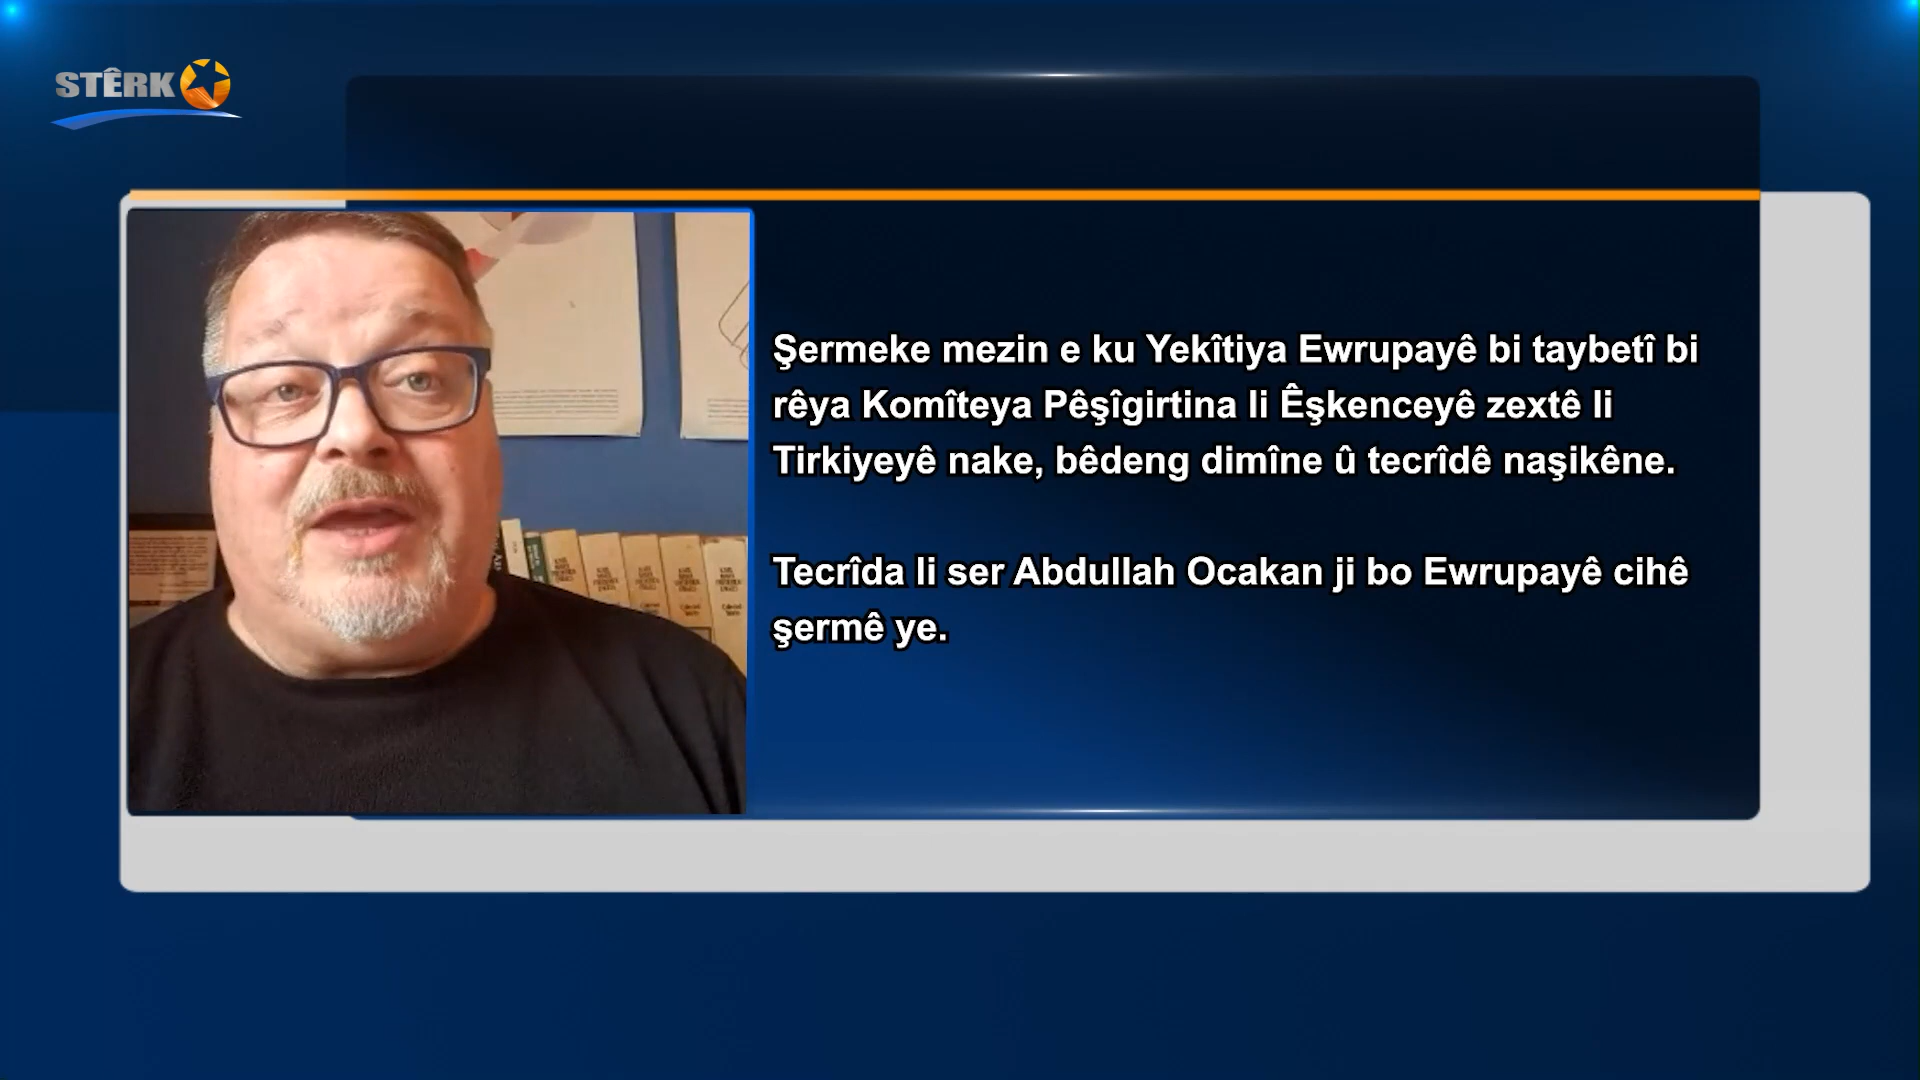 STÊRK
Şermeke mezin e ku Yekîtiya Ewrupayê bi taybetî bi
rêya Komîteya Pêşîgirtina li Êşkenceyê zextê li
Tirkiyeyê nake, bêdeng dimîne û tecrîdê naşikêne.
Tecrîda li ser Abdullah Ocakan ji bo Ewrupayê cihê
şermê ye.